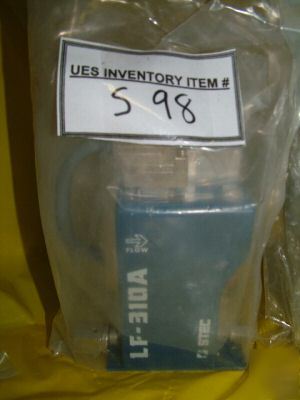 UES INVENTORY ITEM #
S 98
FLOW
LF-310A
STEC